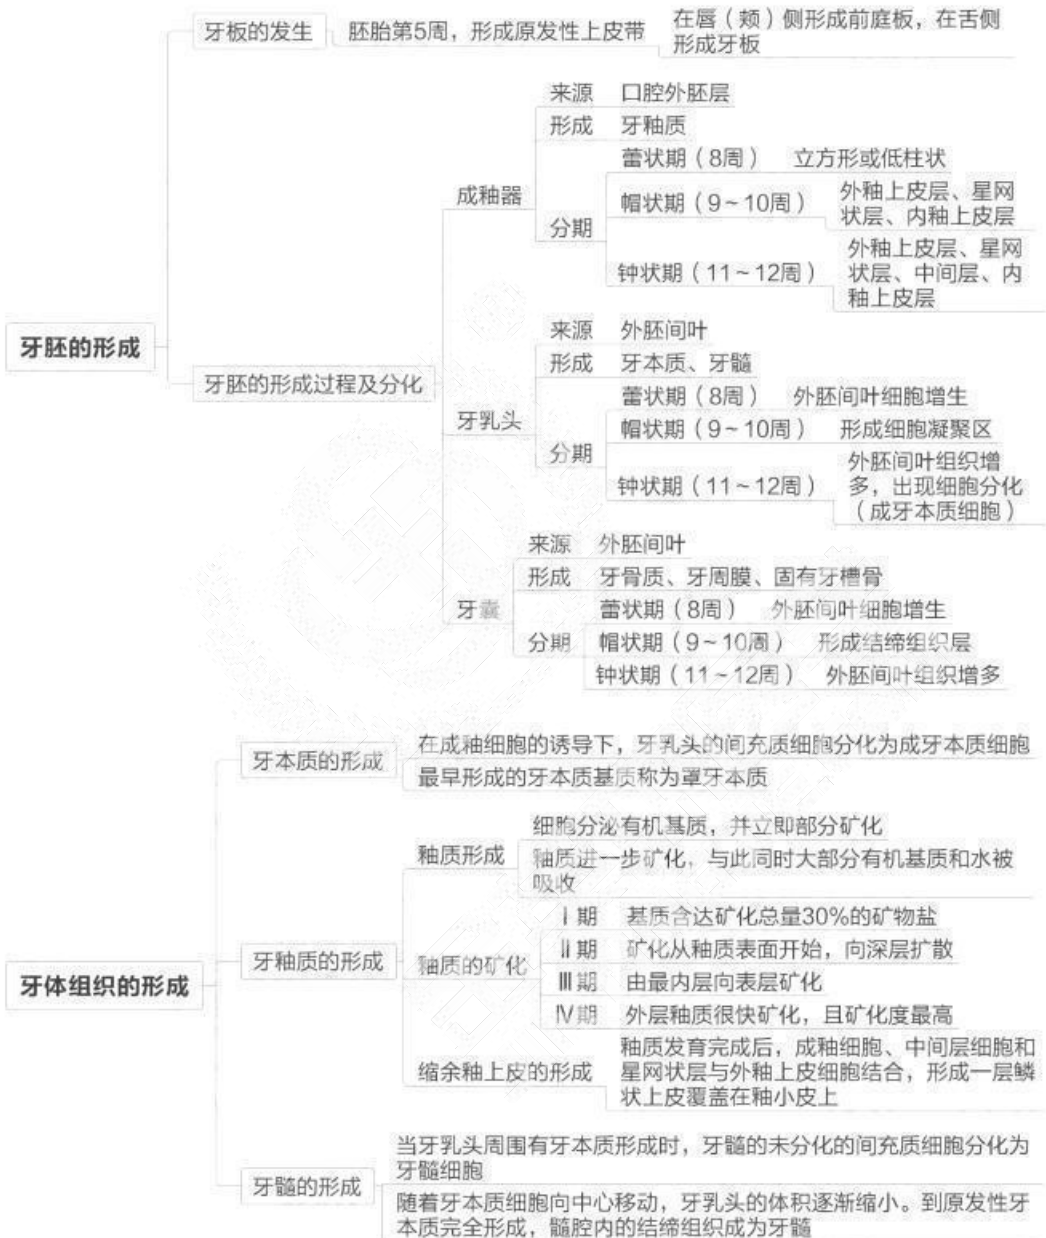 牙胚的形成
牙板的发生
胚胎第5周，形成原发性上皮带
在唇（颊）侧形成前庭板，在舌侧
形成牙板
牙胚的形成过程及分化
成釉器
来源
口腔外胚层
形成
牙釉质
分期
蕾状期（8周）
立方形或低柱状
帽状期（9~10周）
外釉上皮层、星网
状层、内釉上皮层
钟状期（11~12周）
外釉上皮层、星网
状层、中间层、内
釉上皮层
牙乳头
来源
外胚间叶
形成
牙本质、牙髓
分期
蕾状期（8周）
外胚间叶细胞增生
帽状期（9~10周）
形成细胞凝聚区
钟状期（11~12周）
外胚间叶组织增
多，出现细胞分化
（成牙本质细胞）
牙囊
来源
外胚间叶
形成
牙骨质、牙周膜、固有牙槽骨
分期
蕾状期（8周）
外胚间叶细胞增生
帽状期（9~10周）
形成结缔组织层
钟状期（11~12周）
外胚间叶组织增多
牙体组织的形成
牙本质的形成
在成釉细胞的诱导下，牙乳头的间充质细胞分化为成牙本质细胞
最早形成的牙本质基质称为罩牙本质
牙釉质的形成
釉质形成
细胞分泌有机基质，并立即部分矿化
釉质进一步矿化，与此同时大部分有机基质和水被
吸收
釉质的矿化
Ⅰ期
基质含达矿化总量30%的矿物盐
Ⅱ期
矿化从釉质表面开始，向深层扩散
Ⅲ期
由最内层向表层矿化
Ⅳ期
外层釉质很快矿化，且矿化度最高
缩余釉上皮的形成
釉质发育完成后，成釉细胞、中间层细胞和
星网状层与外釉上皮细胞结合，形成一层鳞
状上皮覆盖在釉小皮上
牙髓的形成
当牙乳头周围有牙本质形成时，牙髓的未分化的间充质细胞分化为
牙髓细胞
随着牙本质细胞向中心移动，牙乳头的体积逐渐缩小。到原发性牙
本质完全形成，髓腔内的结缔组织成为牙髓